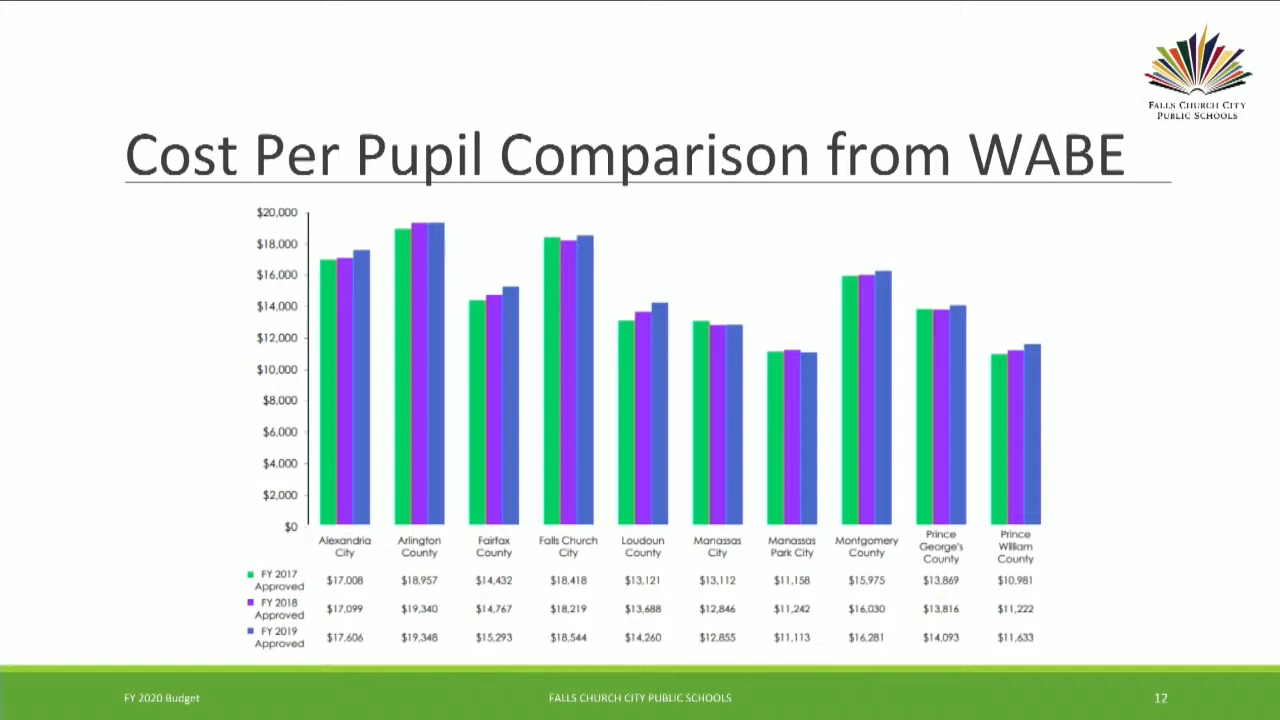 FALLS CHURCH CITY
PUBLIC SCHOOLS
Cost Per Pupil Comparison from WABE
$20,000
$18,000
$16,000
$14,000
$12,000
$10,000
$8,000
$6,000
$4,000
$2,000
$0
Alexandria City
Arlington County
Fairfax County
Falls Church City
Loudoun County
Manassas City
Manassas Park City
Montgomery County
Prince George's County
Prince William County
FY 2017 Approved $17,008 $18,957 $14,432 $18,418 $13,121 $13,112 $11,158 $15,975 $13,869 $10,981
FY 2018 Approved $17,099 $19,340 $14,767 $18,219 $13,688 $12,846 $11,242 $16,030 $13,816 $11,222
FY 2019 Approved $17,606 $19,348 $15,293 $18,544 $14,260 $12,855 $11,113 $16,281 $14,093 $11,633
FY 2020 Budget
FALLS CHURCH CITY PUBLIC SCHOOLS
12